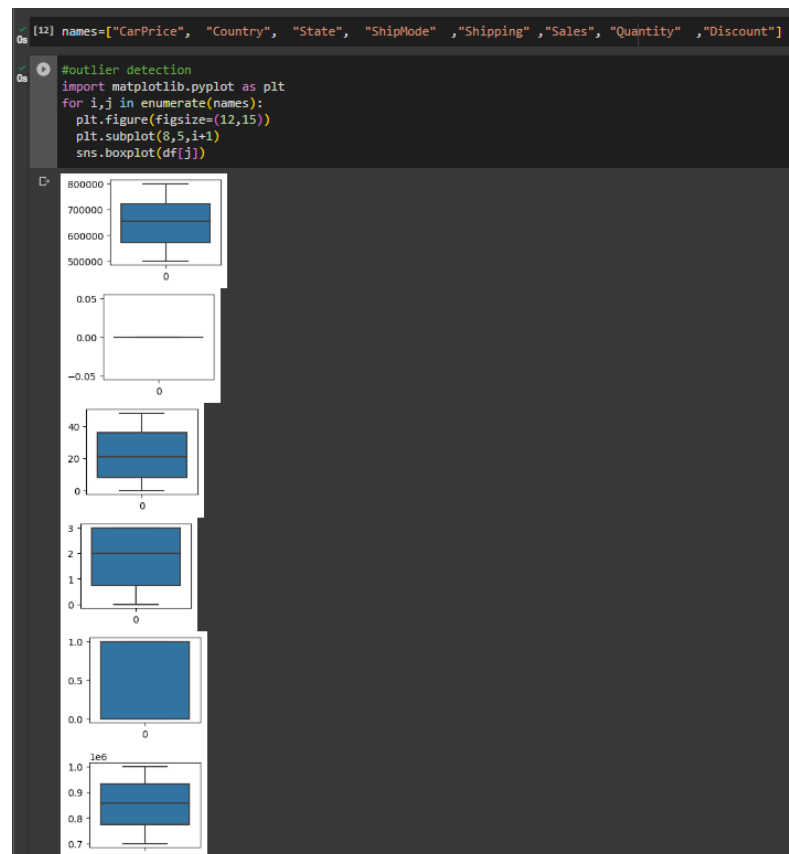 [12] names=["CarPrice", "Country", "State", "ShipMode" ,"Shipping" ,"Sales", "Quantity" ,"Discount"]
0s
#outlier detection
0s
import matplotlib.pyplot as plt
for i,j in enumerate(names):
  plt.figure(figsize=(12,15))
  plt.subplot(8,5,i+1)
  sns.boxplot(df[j])
800000
700000
600000
500000
0
0.05
0.00
−0.05
0
40
20
0
0
3
2
1
0
0
1.0
0.5
0.0
0
1e6
1.0
0.9
0.8
0.7